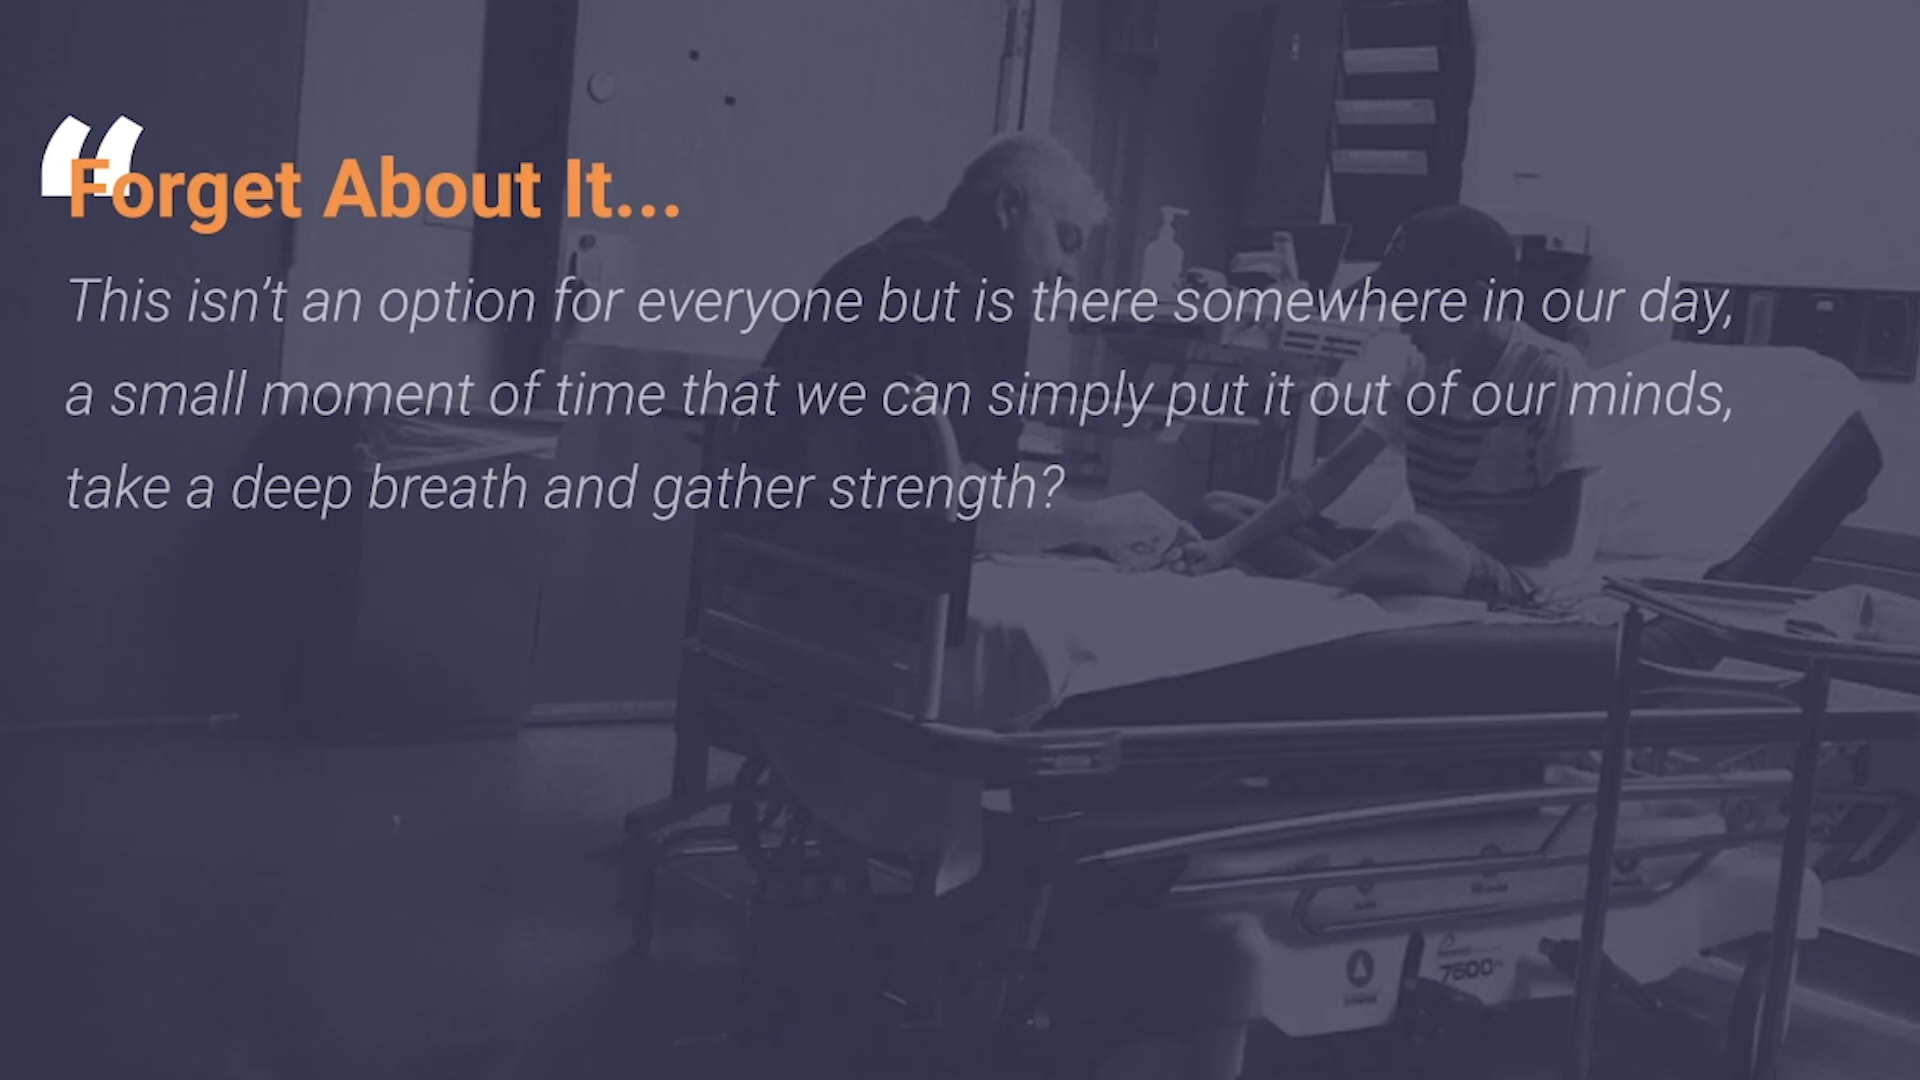 “
Forget About It...
This isn’t an option for everyone but is there somewhere in our day,
a small moment of time that we can simply put it out of our minds,
take a deep breath and gather strength?
7500